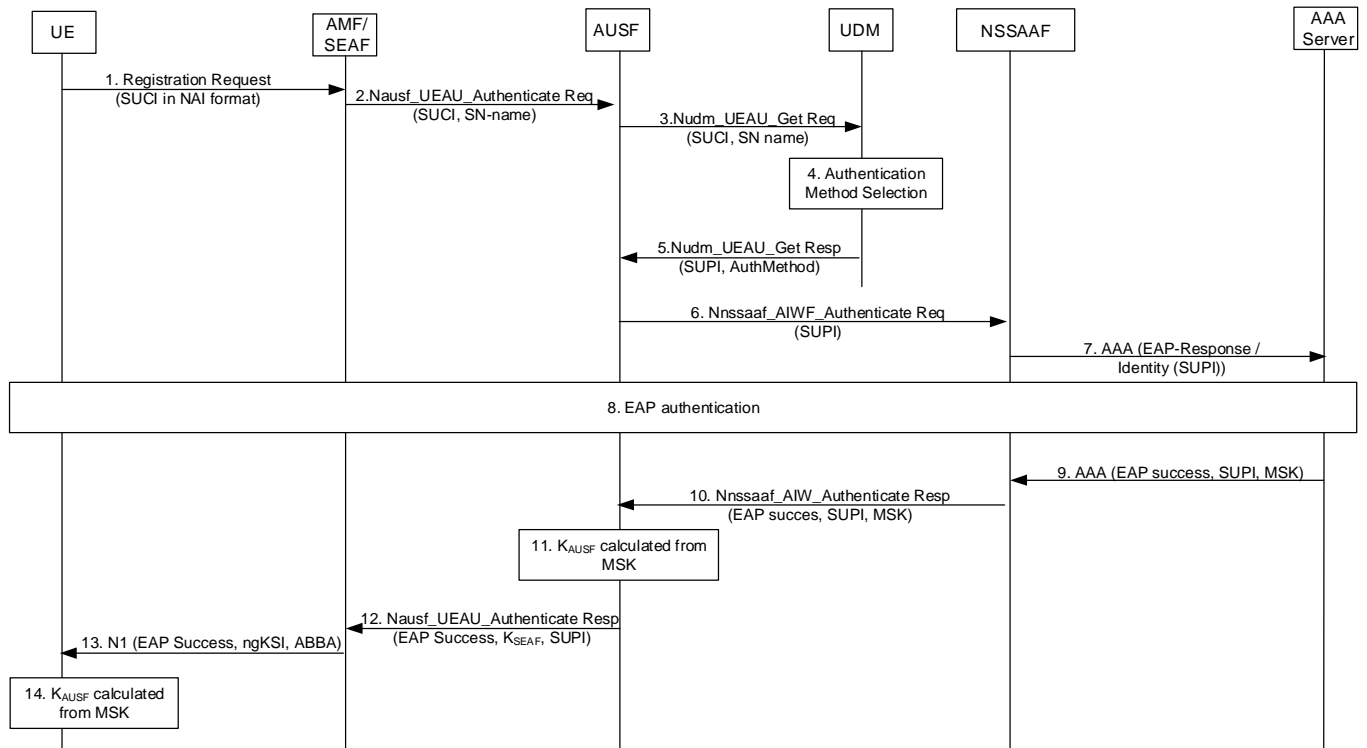 UE
AMF/
SEAF
AUSF
UDM
NSSAAF
AAA
Server
1. Registration Request
(SUCI in NAI format)
2.Nausf_UEAU_Authenticate Req
(SUCI, SN-name)
3.Nudm_UEAU_Get Req
(SUCI, SN name)
4. Authentication
Method Selection
5.Nudm_UEAU_Get Resp
(SUPI, AuthMethod)
6. Nnssaaf_AIWF_Authenticate Req
(SUPI)
7. AAA (EAP-Response /
Identity (SUPI))
8. EAP authentication
9. AAA (EAP success, SUPI, MSK)
10. Nnssaaf_AIW_Authenticate Resp
(EAP succes, SUPI, MSK)
11. KAUSF calculated from
MSK
12. Nausf_UEAU_Authenticate Resp
(EAP Success, KSEAF, SUPI)
13. N1 (EAP Success, ngKSI, ABBA)
14. KAUSF calculated
from MSK